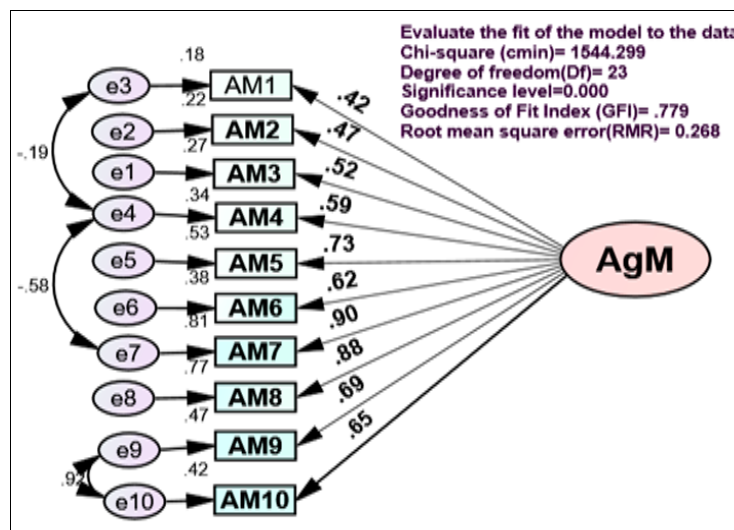 Evaluate the fit of the model to the data
Chi-square (cmin)= 1544.299
Degree of freedom(Df)= 23
Significance level=0.000
Goodness of Fit Index (GFI)= .779
Root mean square error(RMR)= 0.268
.18
e3 AM1 .42
.22
e2 AM2 .47
.27
e1 AM3 .52
-.19
.34
e4 AM4 .59
.53
e5 AM5 .73
AgM
.38
-.58
e6 AM6 .62
.81
e7 AM7 .90
.77
e8 AM8 .88
.47
e9 AM9 .69
.42
.92
e10 AM10 .65